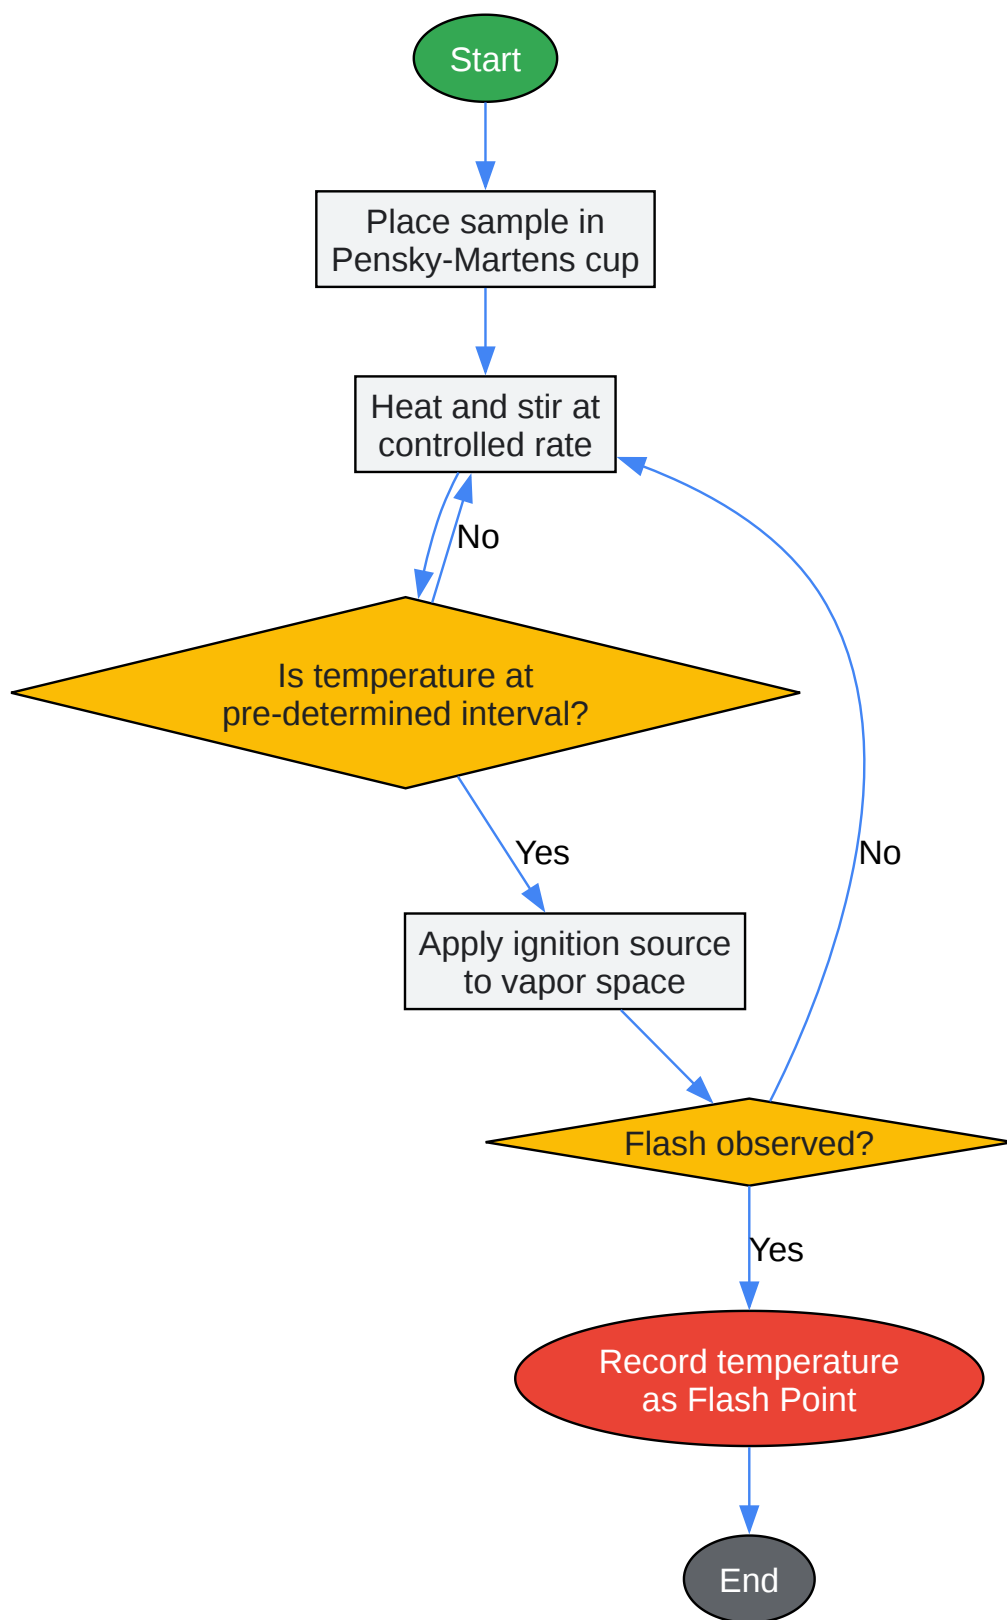 Start
Place sample in
Pensky-Martens cup
Heat and stir at
controlled rate
No
Is temperature at
pre-determined interval?
Yes
No
Apply ignition source
to vapor space
Flash observed?
Yes
Record temperature
as Flash Point
End